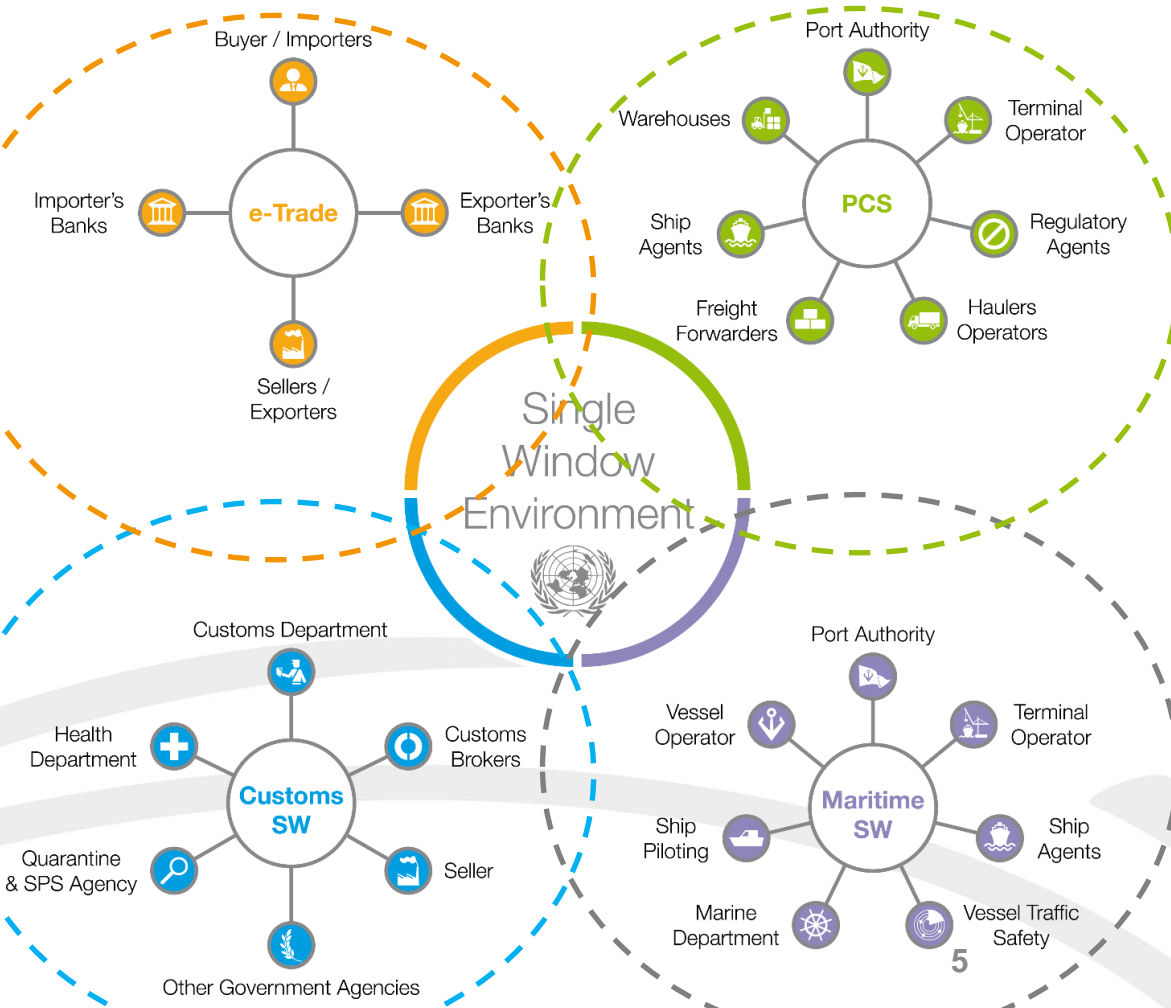 Buyer / Importers
Importer's
Banks
e-Trade
Exporter's
Banks
Sellers /
Exporters
Port Authority
Warehouses
Terminal
Operator
PCS
Ship
Agents
Regulatory
Agents
Freight
Forwarders
Haulers
Operators
Single
Window
Environment
Customs Department
Health
Department
Customs
Brokers
Customs
SW
Quarantine
& SPS Agency
Seller
Other Government Agencies
Port Authority
Vessel
Operator
Terminal
Operator
Maritime
SW
Ship
Piloting
Ship
Agents
Marine
Department
Vessel Traffic
Safety
5